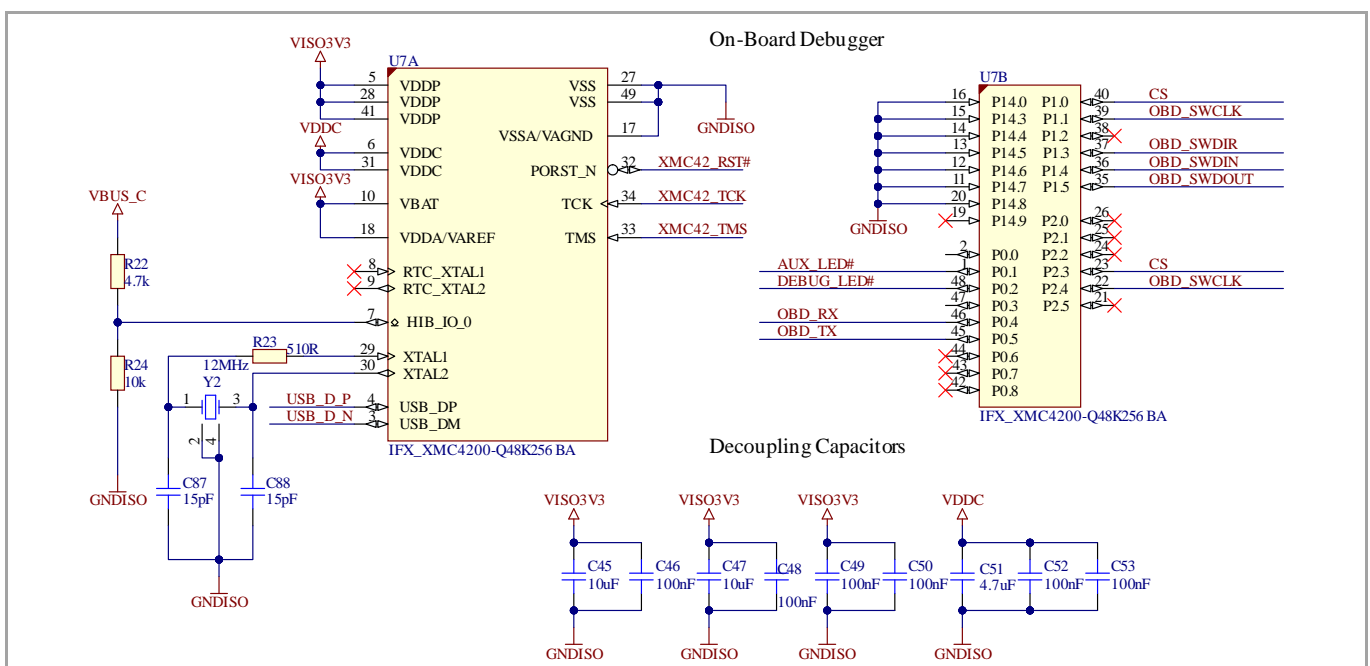 On-Board Debugger
VISO3V3
U7A
5 VDDP VSS 27
28 VDDP VSS 49
41 VDDP
VSSA/VAGND 17
GNDISO
VDDC
6 VDDC
31 VDDC PORST_N 32 XMC42_RST#
VISO3V3
10 VBAT TCK 34 XMC42_TCK
18 VDDA/VAREF TMS 33 XMC42_TMS
8 RTC_XTAL1
9 RTC_XTAL2
VBUS_C
R22
4.7k
7 HIB_IO_0
R23 510R 29 XTAL1
30 XTAL2
R24
10k
12MHz
Y2
1 3
2 4
USB_D_P 4 USB_DP
USB_D_N 3 USB_DM
IFX_XMC4200-Q48K256 BA
C87
15pF
C88
15pF
GNDISO
GNDISO
U7B
16 P14.0 P1.0 40 CS
15 P14.3 P1.1 39 OBD_SWCLK
14 P14.4 P1.2 38
13 P14.5 P1.3 37 OBD_SWDIR
12 P14.6 P1.4 36 OBD_SWDIN
11 P14.7 P1.5 35 OBD_SWDOUT
20 P14.8
GNDISO
19 P14.9 P2.0 26
P2.1 25
2 P0.0 P2.2 24
AUX_LED# 1 P0.1 P2.3 23 CS
DEBUG_LED# 48 P0.2 P2.4 22 OBD_SWCLK
47 P0.3 P2.5 21
OBD_RX 46 P0.4
OBD_TX 45 P0.5
44 P0.6
43 P0.7
42 P0.8
IFX_XMC4200-Q48K256 BA
Decoupling Capacitors
VISO3V3 VISO3V3 VISO3V3 VDDC
C45 C46 C47 C48 C49 C50 C51 C52 C53
10uF 100nF 10uF 100nF 100nF 100nF 4.7uF 100nF 100nF
GNDISO GNDISO GNDISO GNDISO